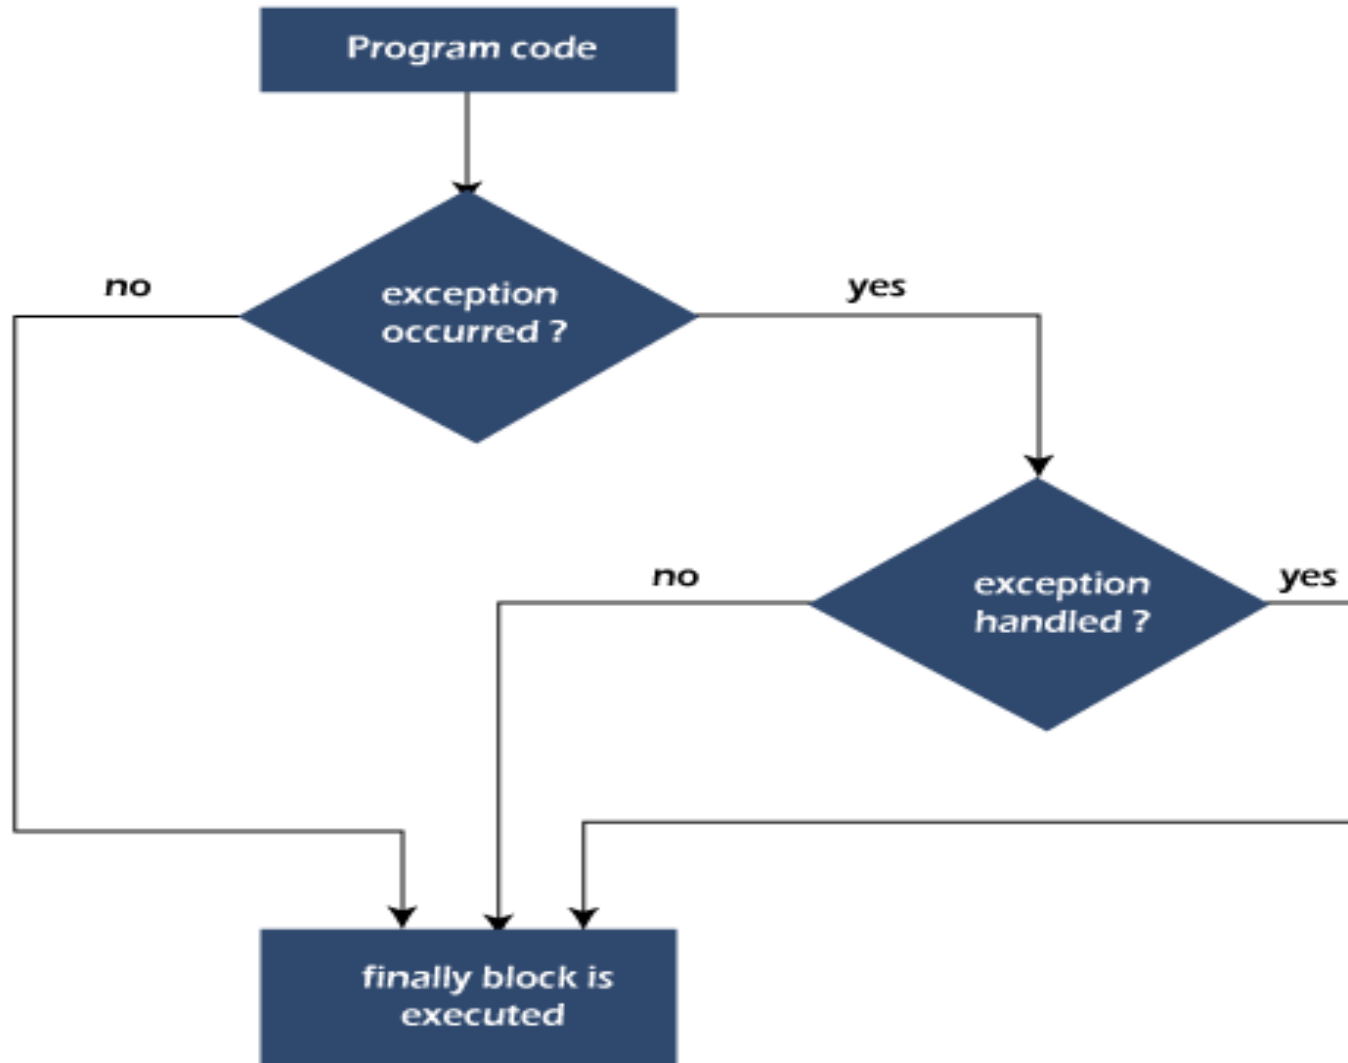 Program code
no
exception
occurred ?
yes
no
exception
handled ?
yes
finally block is
executed